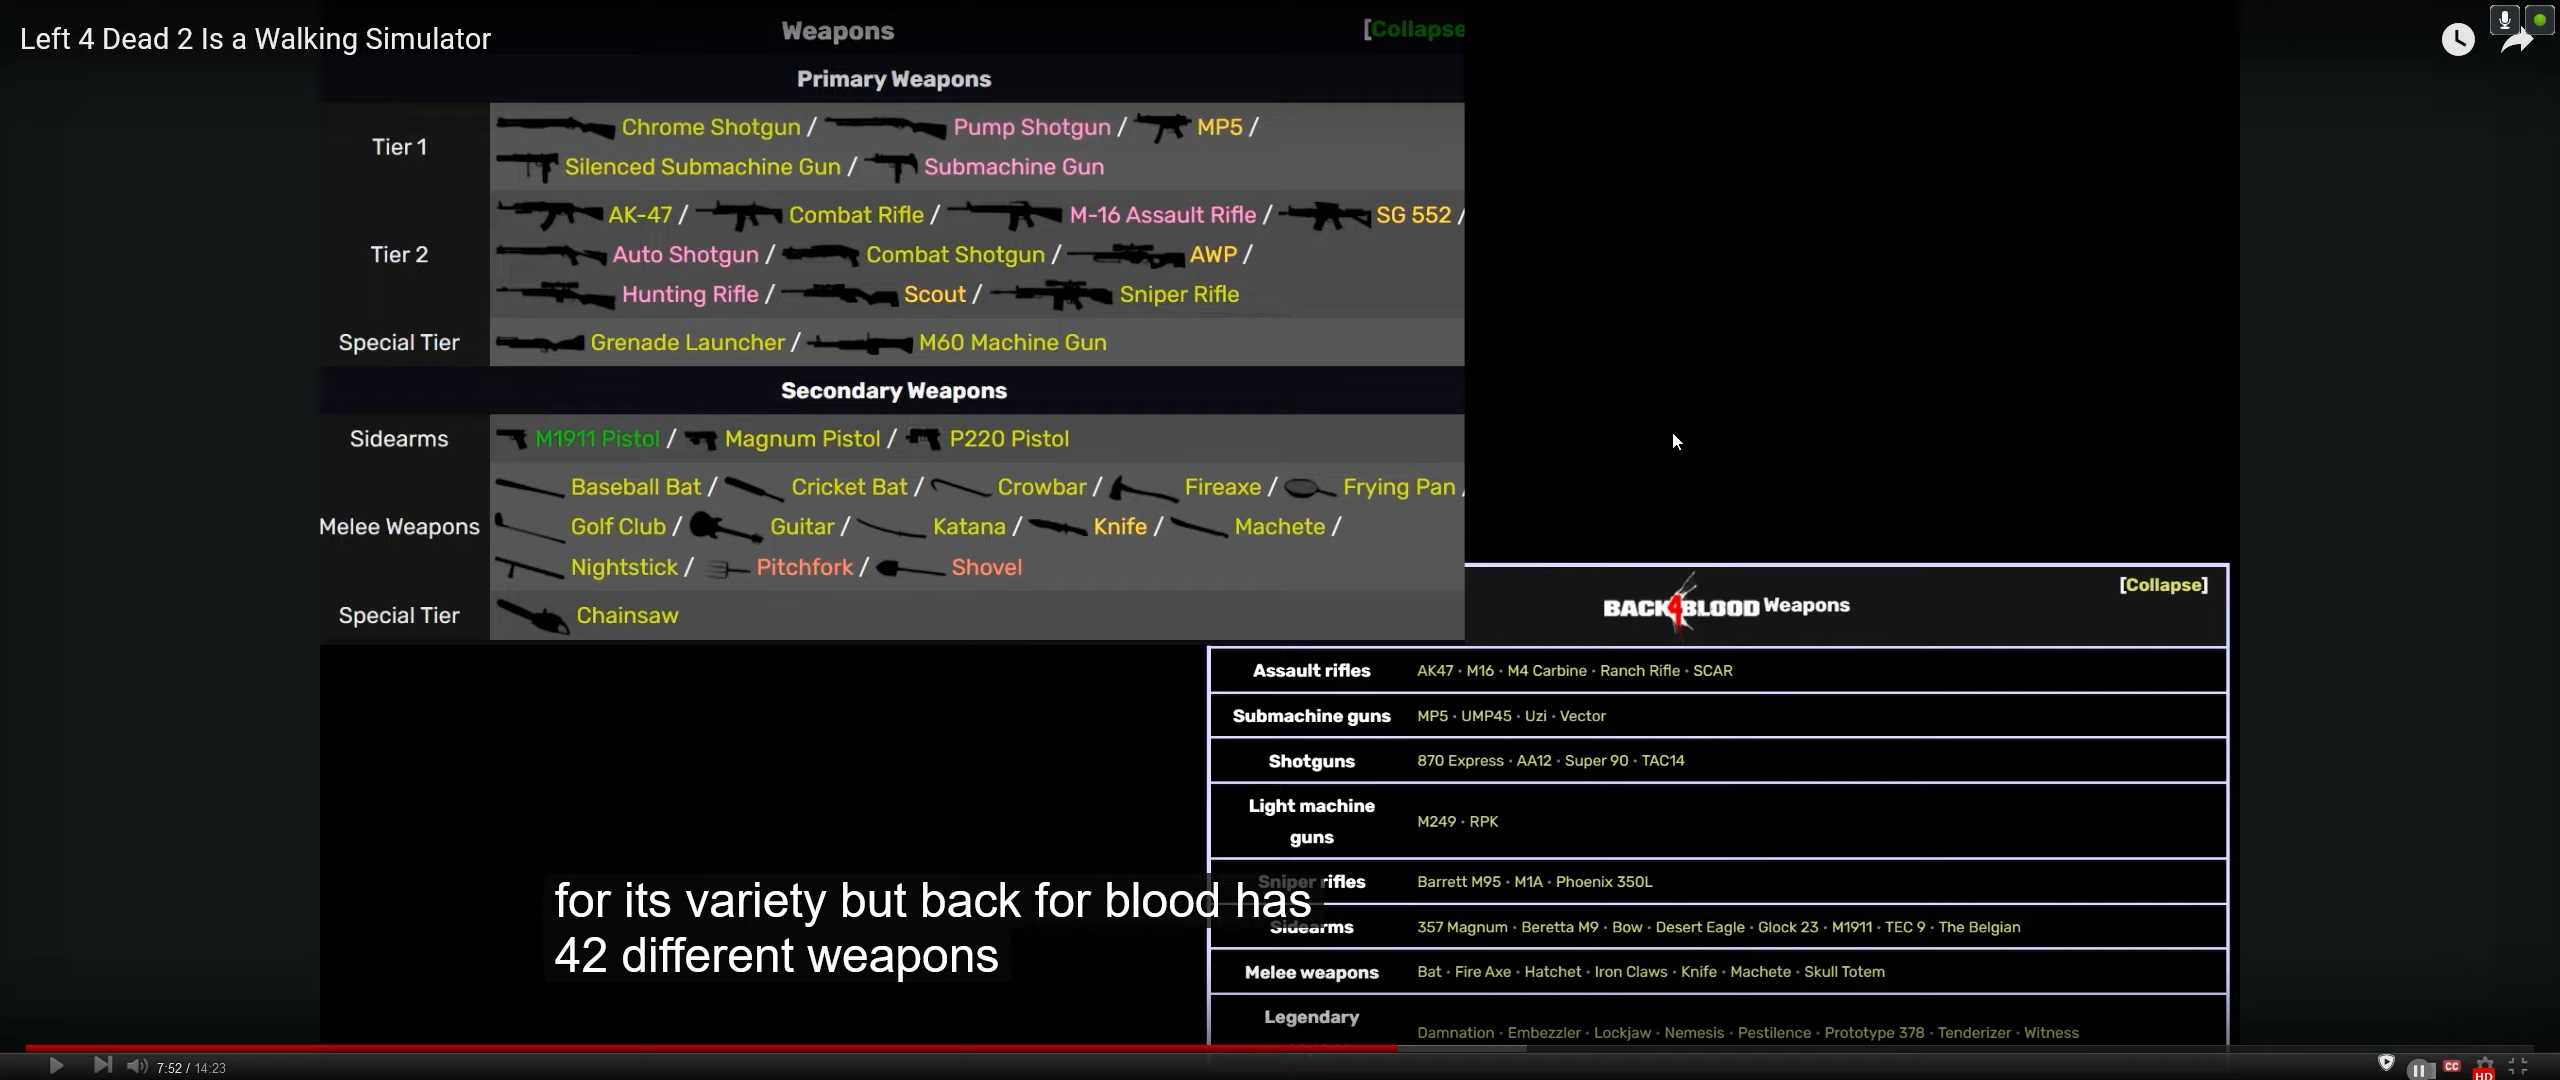 Left 4 Dead 2 Is a Walking Simulator
Weapons
[Collapse
Primary Weapons
Tier 1
Chrome Shotgun / Pump Shotgun / MP5 /
Silenced Submachine Gun / Submachine Gun
Tier 2
AK-47 / Combat Rifle / M-16 Assault Rifle / SG 552 /
Auto Shotgun / Combat Shotgun / AWP /
Hunting Rifle / Scout / Sniper Rifle
Special Tier
Grenade Launcher / M60 Machine Gun
Secondary Weapons
Sidearms
M1911 Pistol / Magnum Pistol / P220 Pistol
Melee Weapons
Baseball Bat / Cricket Bat / Crowbar / Fireaxe / Frying Pan /
Golf Club / Guitar / Katana / Knife / Machete /
Nightstick / Pitchfork / Shovel
Special Tier
Chainsaw
BACK 4 BLOOD Weapons
[Collapse]
Assault rifles
AK47 · M16 · M4 Carbine · Ranch Rifle · SCAR
Submachine guns
MP5 · UMP45 · Uzi · Vector
Shotguns
870 Express · AA12 · Super 90 · TAC14
Light machine
guns
M249 · RPK
Sniper rifles
Barrett M95 · M1A · Phoenix 350L
Sidearms
357 Magnum · Beretta M9 · Bow · Desert Eagle · Glock 23 · M1911 · TEC 9 · The Belgian
Melee weapons
Bat · Fire Axe · Hatchet · Iron Claws · Knife · Machete · Skull Totem
Legendary
Damnation · Embezzler · Lockjaw · Nemesis · Pestilence · Prototype 378 · Tenderizer · Witness
for its variety but back for blood has
42 different weapons
7:52 / 14:23
CC
HD